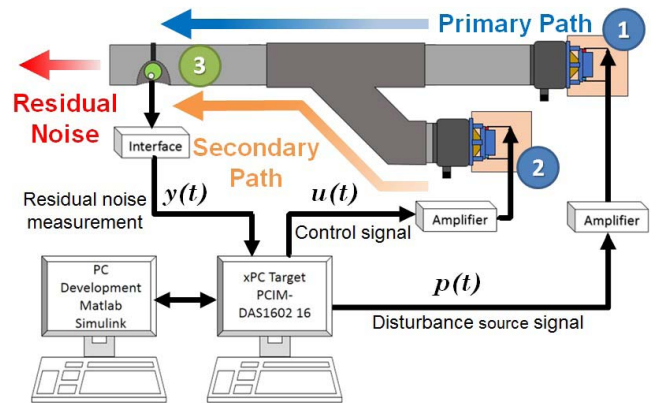 Primary Path
1
3
Residual
Noise
Interface
Secondary
Path
2
Residual noise
measurement
y(t)
u(t)
Control signal
Amplifier
Amplifier
PC
Development
Matlab
Simulink
xPC Target
PCIM-
DAS1602 16
p(t)
Disturbance source signal